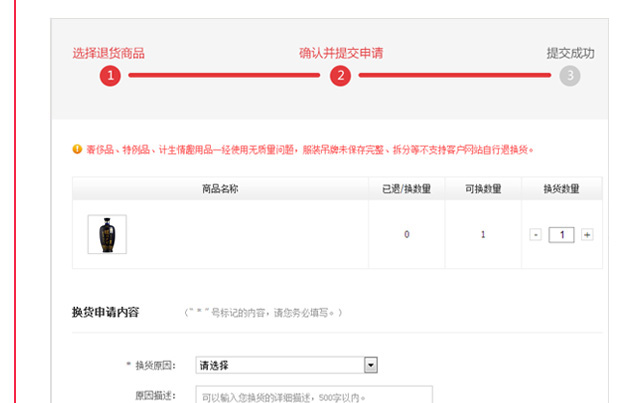 选择退货商品 确认并提交申请 提交成功
1 2 3
奢侈品、特例品、计生情趣用品一经使用无质量问题，服装吊牌未保存完整、拆分等不支持客户网站自行退换货。
商品名称 已退/换数量 可换数量 换货数量
0 1 - 1 +
换货申请内容 （“*”号标记的内容，请您务必填写。）
* 换货原因： 请选择
原因描述： 可以输入您换货的详细描述，500字以内。